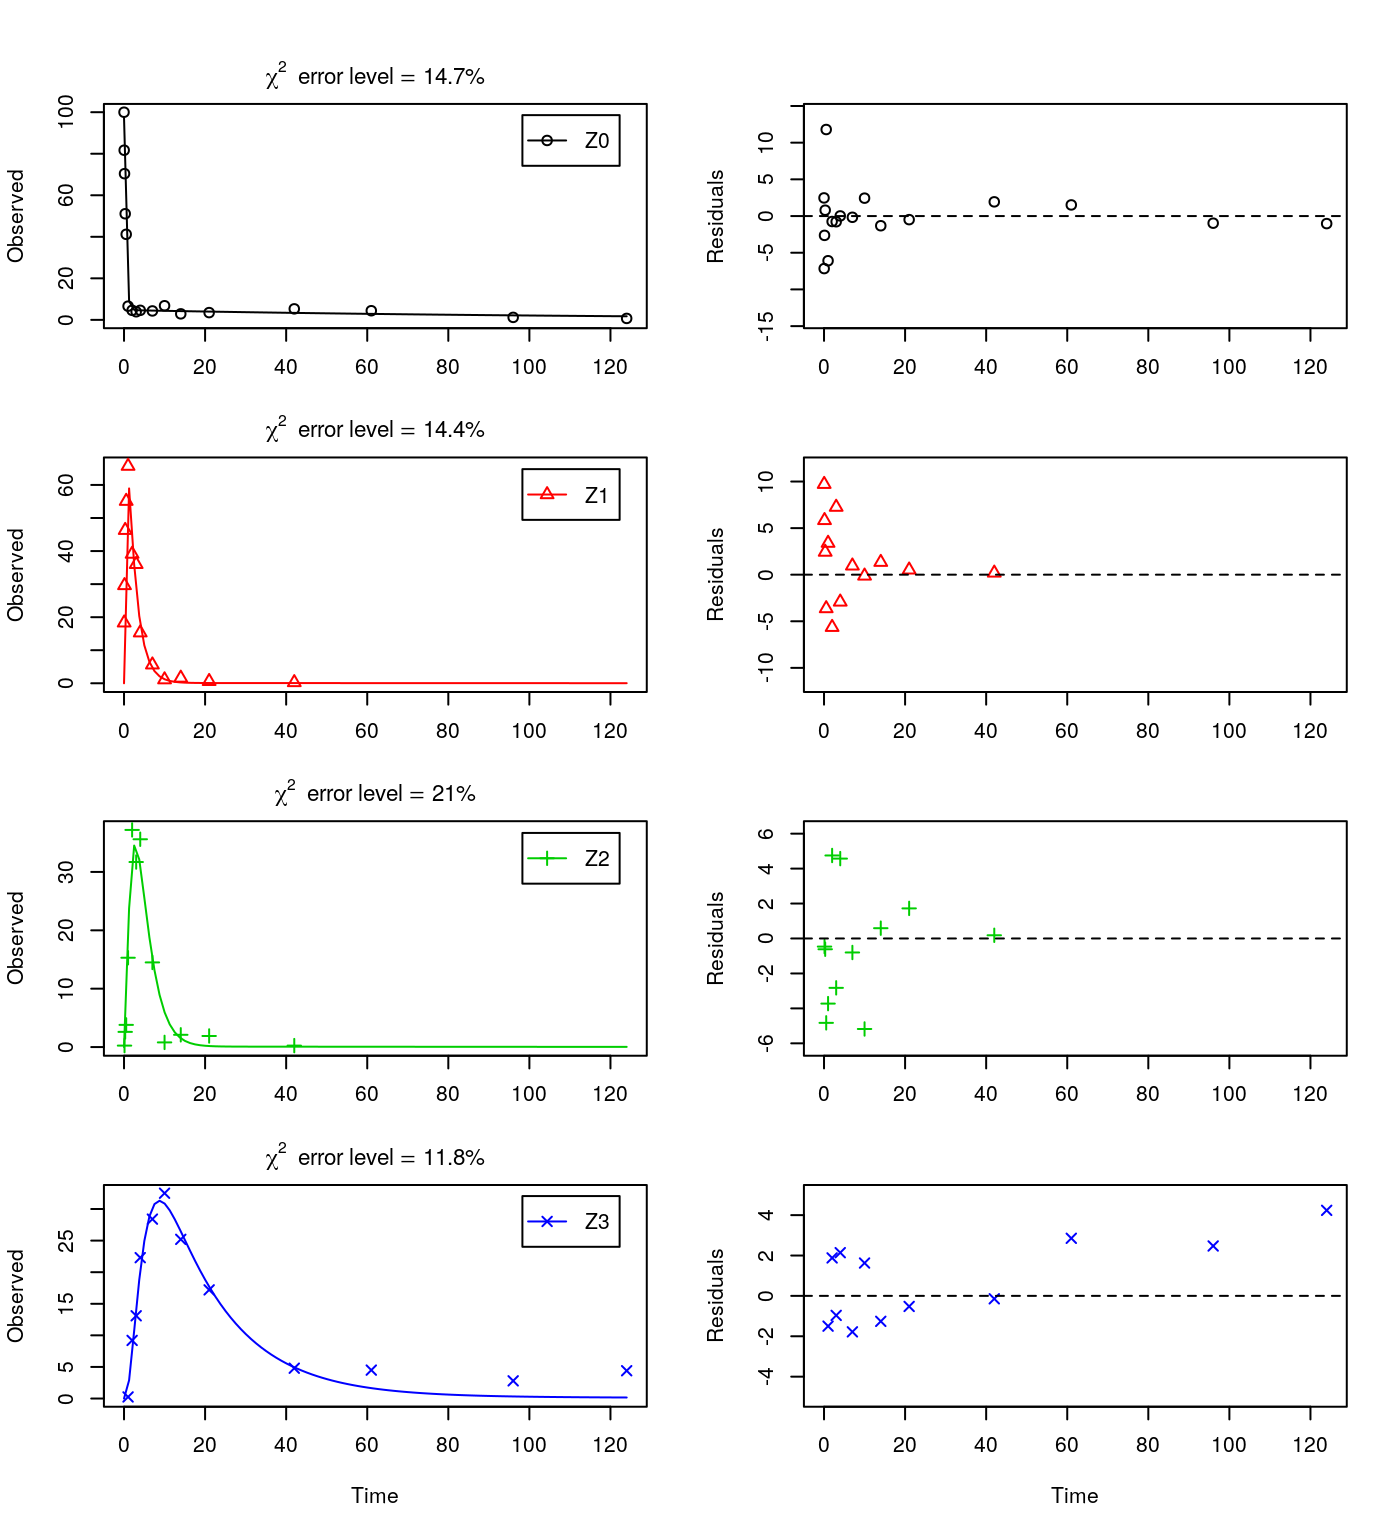 χ² error level = 14.7%
Observed
0 20 60 100
Z0
0 20 40 60 80 100 120
Residuals
-15 -5 0 5 10
0 20 40 60 80 100 120
χ² error level = 14.4%
Observed
0 20 40 60
Z1
0 20 40 60 80 100 120
Residuals
-10 -5 0 5 10
0 20 40 60 80 100 120
χ² error level = 21%
Observed
0 10 20 30
Z2
0 20 40 60 80 100 120
Residuals
-6 -2 0 2 4 6
0 20 40 60 80 100 120
χ² error level = 11.8%
Observed
0 5 15 25
Z3
0 20 40 60 80 100 120
Time
Residuals
-4 -2 0 2 4
0 20 40 60 80 100 120
Time